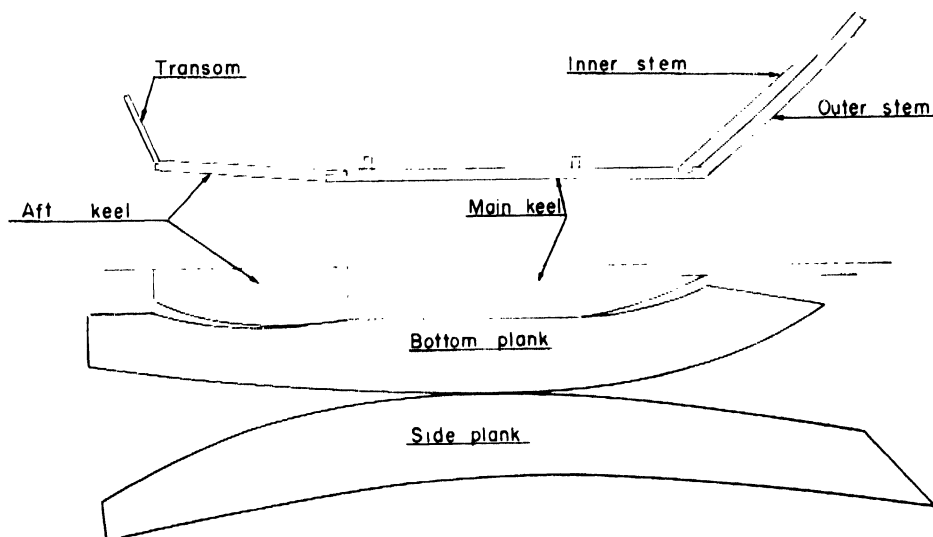 Transom
Inner stem
Outer stem
Aft keel
Main keel
Bottom plank
Side plank